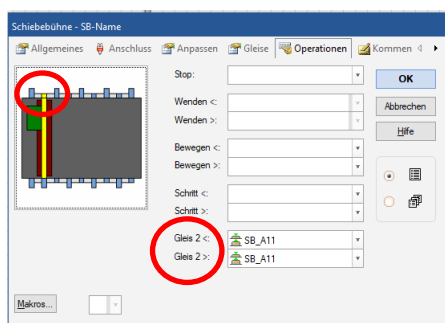 Schiebebühne - SB-Name
Allgemeines Anschluss Anpassen Gleise Operationen Kommen
Stop:
OK
Wenden <:
Abbrechen
Wenden >:
Hilfe
Bewegen <:
Bewegen >:
Schritt <:
Schritt >:
Gleis 2 <: SB_A11
Gleis 2 >: SB_A11
Makros...